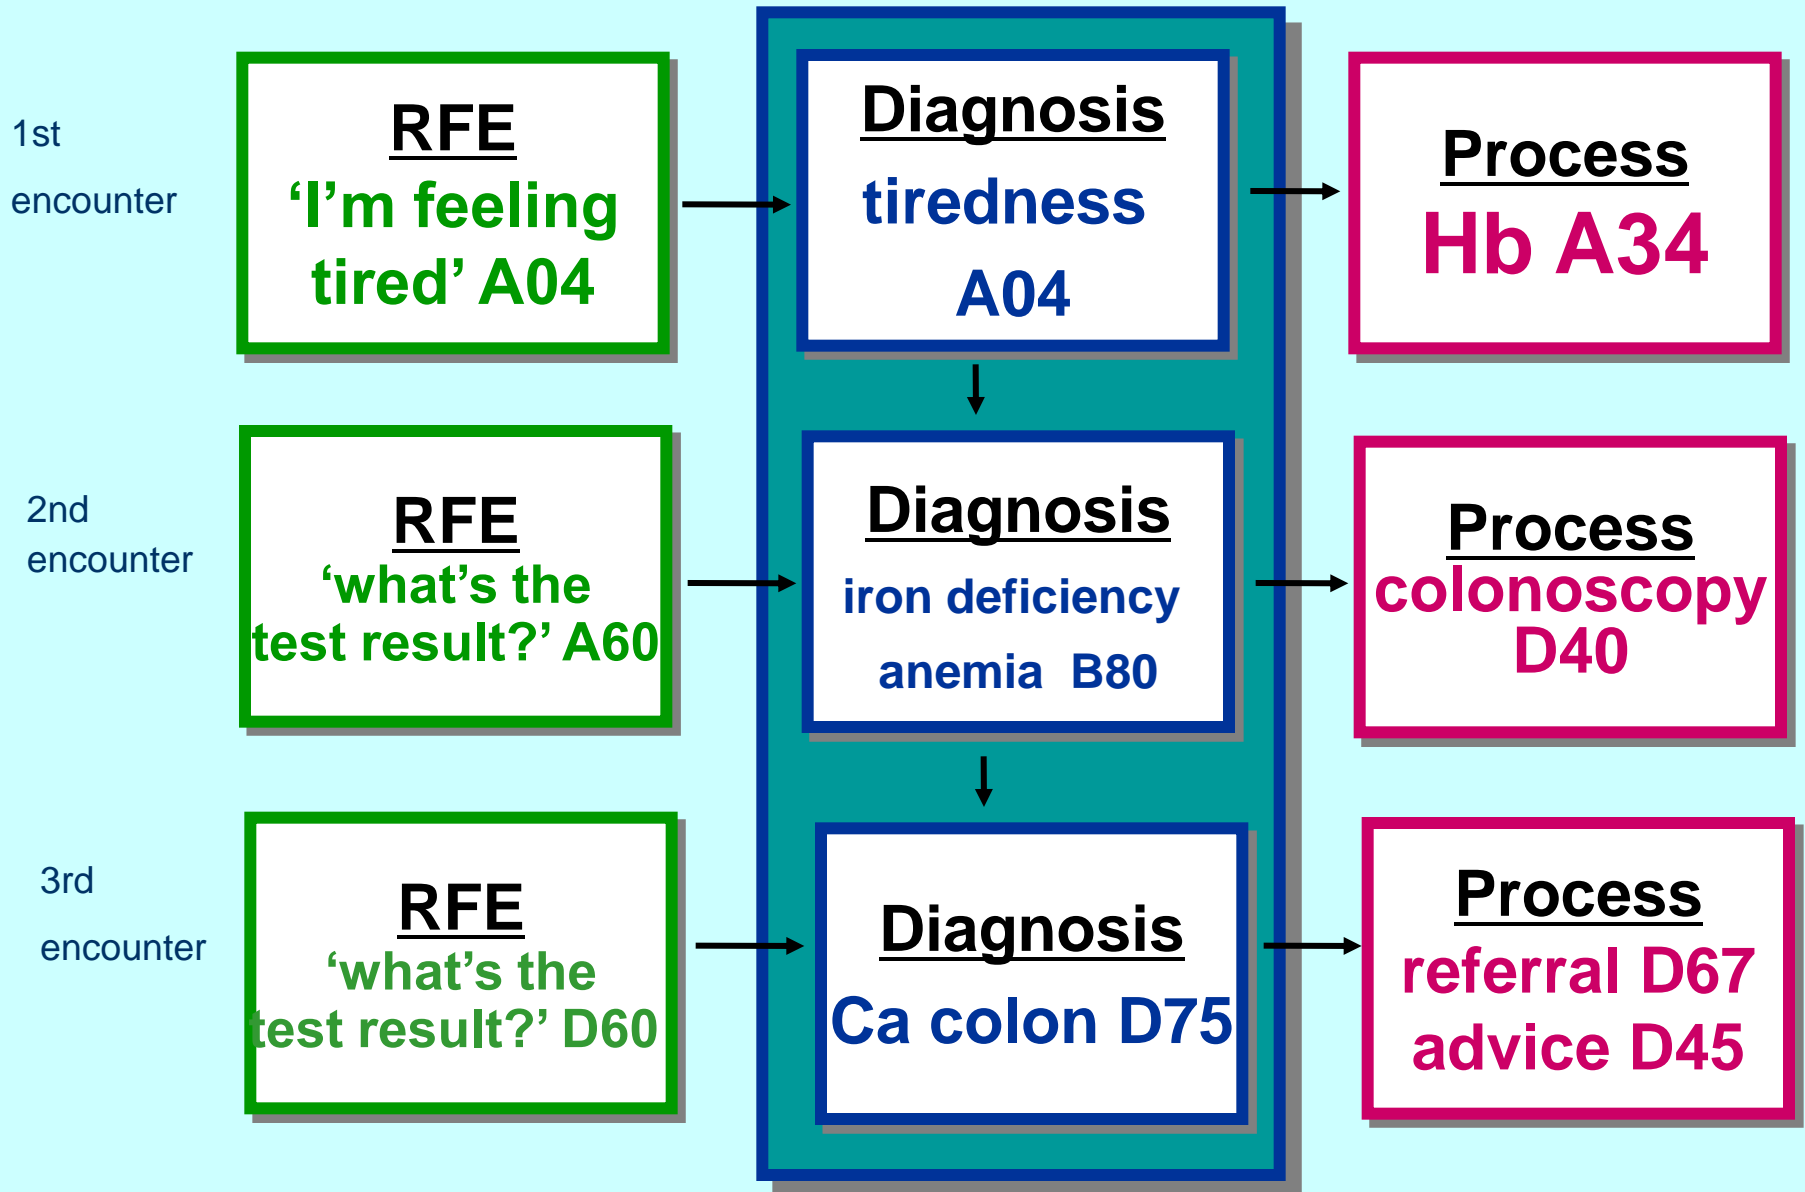 1st
encounter
RFE
‘I’m feeling
tired’ A04
Diagnosis
tiredness
A04
Process
Hb A34
2nd
encounter
RFE
‘what’s the
test result?’ A60
Diagnosis
iron deficiency
anemia B80
Process
colonoscopy
D40
3rd
encounter
RFE
‘what’s the
test result?’ D60
Diagnosis
Ca colon D75
Process
referral D67
advice D45